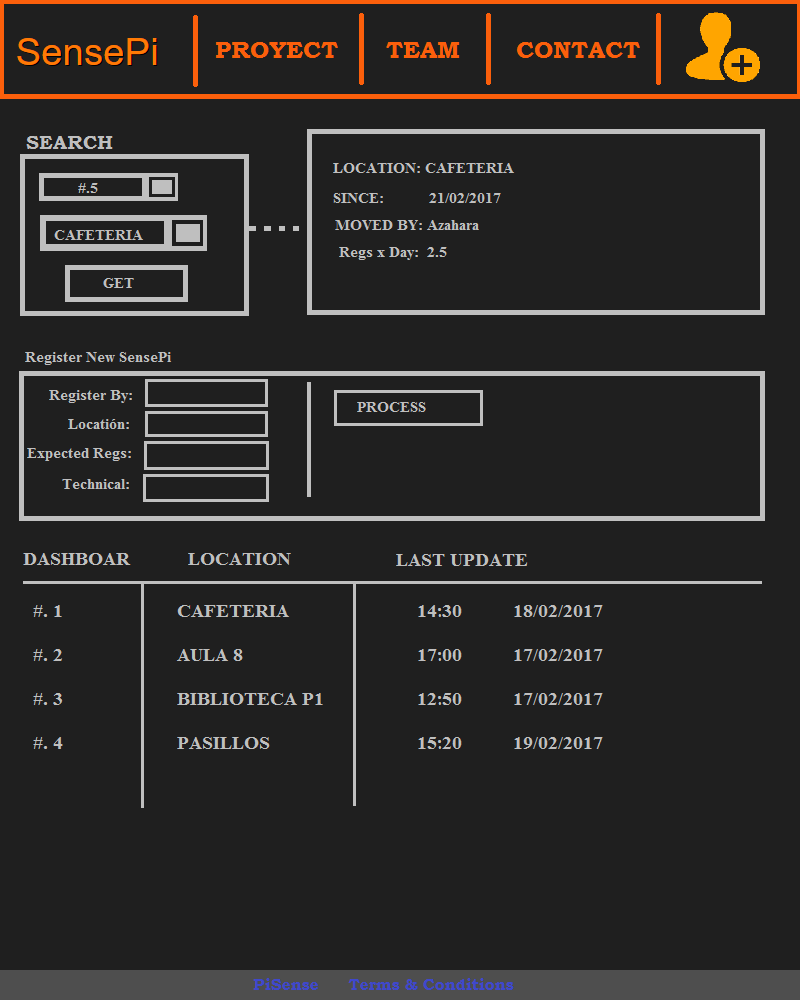 SensePi PROYECT TEAM CONTACT
SEARCH
#.5
CAFETERIA
GET
LOCATION: CAFETERIA
SINCE: 21/02/2017
MOVED BY: Azahara
Regs x Day: 2.5
Register New SensePi
Register By:
Locatión:
Expected Regs:
Technical:
PROCESS
DASHBOAR LOCATION LAST UPDATE
#. 1 CAFETERIA 14:30 18/02/2017
#. 2 AULA 8 17:00 17/02/2017
#. 3 BIBLIOTECA P1 12:50 17/02/2017
#. 4 PASILLOS 15:20 19/02/2017
PiSense Terms & Conditions